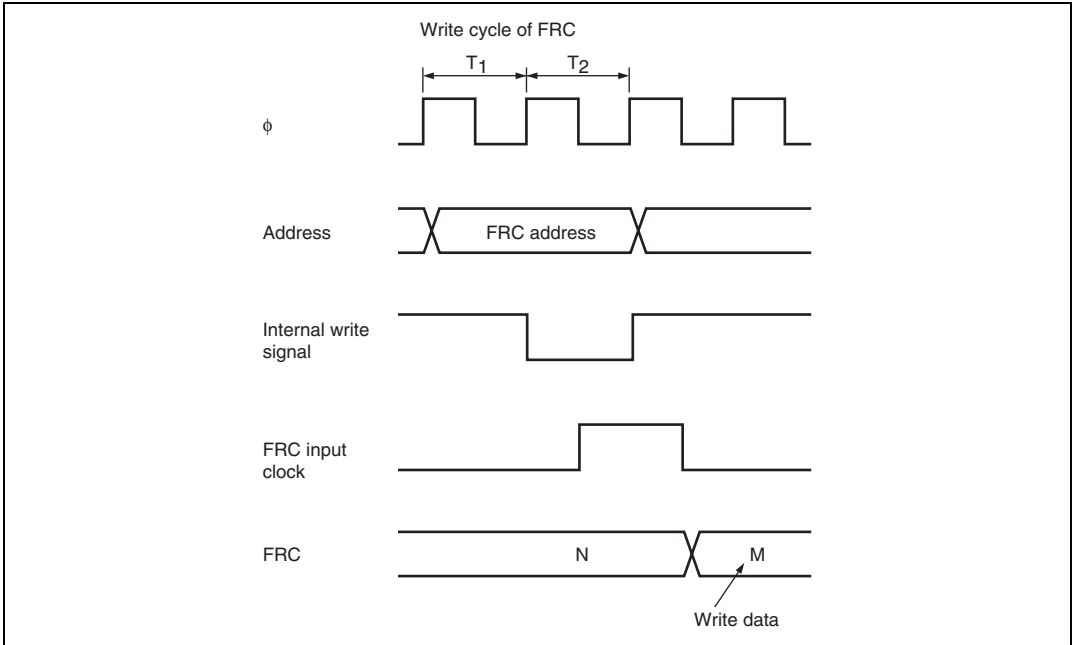 Write cycle of FRC
T1 T2
φ
Address
FRC address
Internal write
signal
FRC input
clock
FRC
N
M
Write data